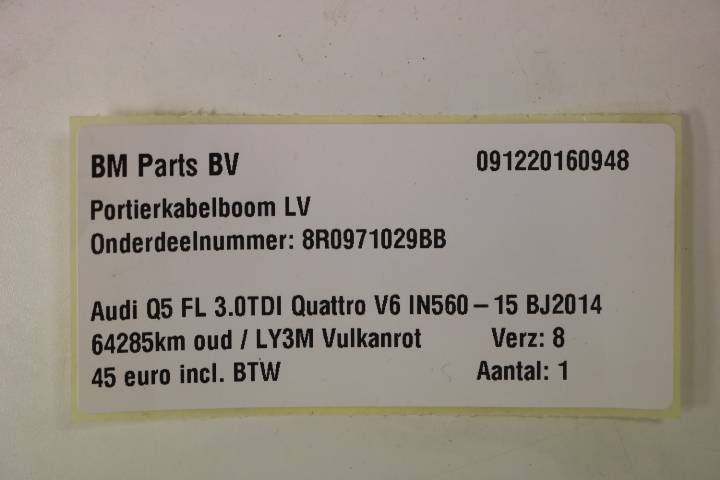 BM Parts BV 091220160948
Portierkabelboom LV
Onderdeelnummer: 8R0971029BB
Audi Q5 FL 3.0TDI Quattro V6 IN560 – 15 BJ2014
64285km oud / LY3M Vulkanrot Verz: 8
45 euro incl. BTW Aantal: 1